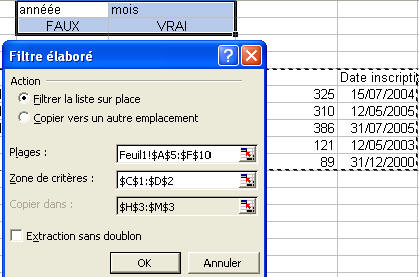 annéée mois
FAUX VRAI
Filtre élaboré
Action
Filtrer la liste sur place
Copier vers un autre emplacement
Plages : Feuil1!$A$5:$F$10
Zone de critères : $C$1:$D$2
Copier dans : $H$3:$M$3
Extraction sans doublon
OK Annuler
Date inscripti
325 15/07/2004
310 12/05/2005
386 31/07/2005
121 12/05/2003
89 31/12/2000